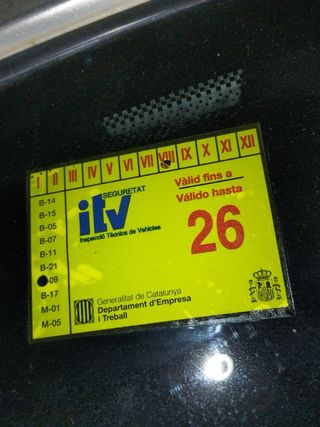 I II III IV V VI VII VIII IX X XI XII
SEGURETAT
itv
Inspecció Tècnica de Vehicles
Vàlid fins a
Válido hasta
26
B-14
B-15
B-05
B-07
B-11
B-21
-09
B-17
M-01
M-05
Generalitat de Catalunya
Departament d'Empresa
i Treball